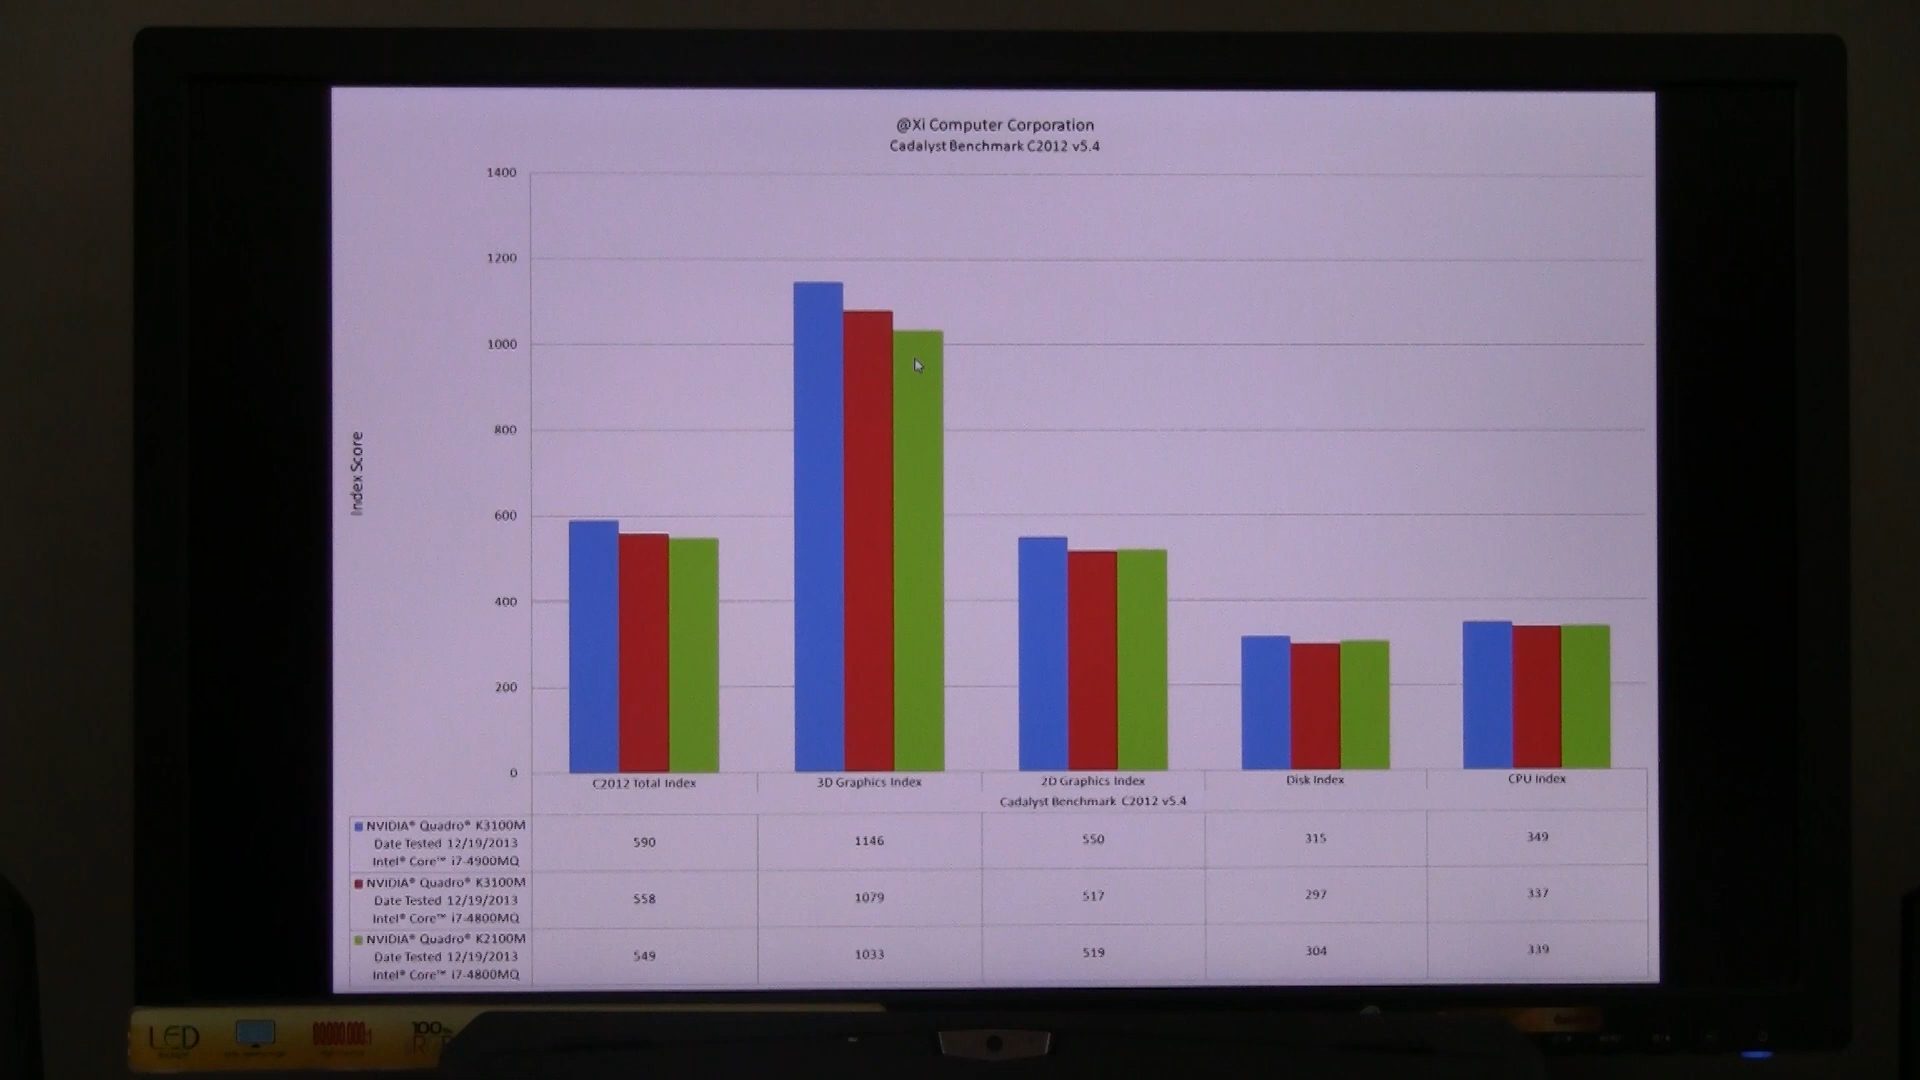 @Xi Computer Corporation
Cadalyst Benchmark C2012 v5.4
1400
1200
1000
800
600
400
200
0
Index Score
C2012 Total Index
3D Graphics Index
2D Graphics Index
Disk Index
CPU Index
Cadalyst Benchmark C2012 v5.4
NVIDIA® Quadro® K3100M
Date Tested 12/19/2013
Intel® Core™ i7-4900MQ
590 1146 550 315 349
NVIDIA® Quadro® K3100M
Date Tested 12/19/2013
Intel® Core™ i7-4800MQ
558 1079 517 297 337
NVIDIA® Quadro® K2100M
Date Tested 12/19/2013
Intel® Core™ i7-4800MQ
549 1033 519 304 339
LED
100